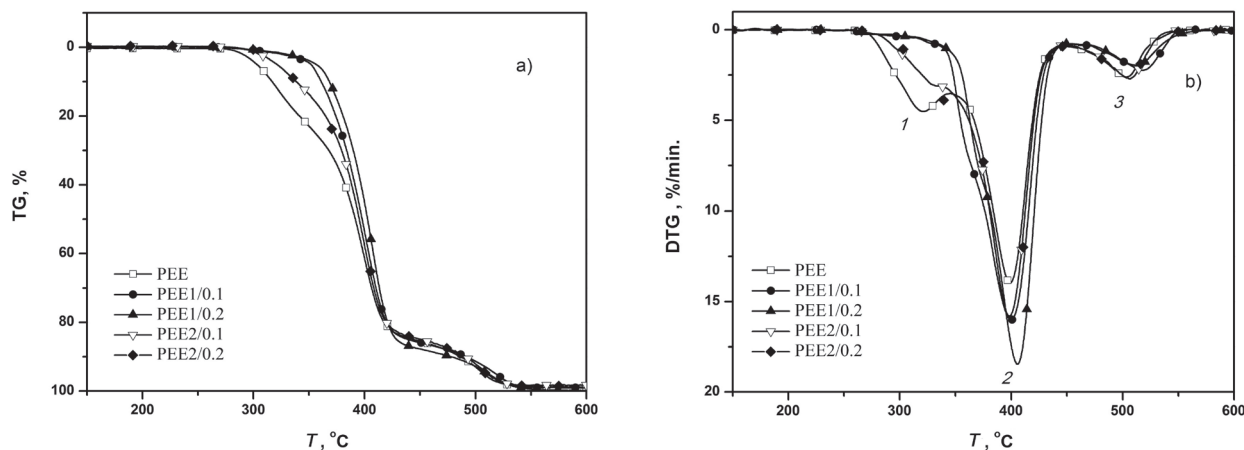 a)
0
20
40
60
80
100
TG, %
PEE
PEE1/0.1
PEE1/0.2
PEE2/0.1
PEE2/0.2
200 300 400 500 600
T , °C
b)
0
5
10
15
20
DTG , %/min.
1
2
3
PEE
PEE1/0.1
PEE1/0.2
PEE2/0.1
PEE2/0.2
200 300 400 500 600
T , °C